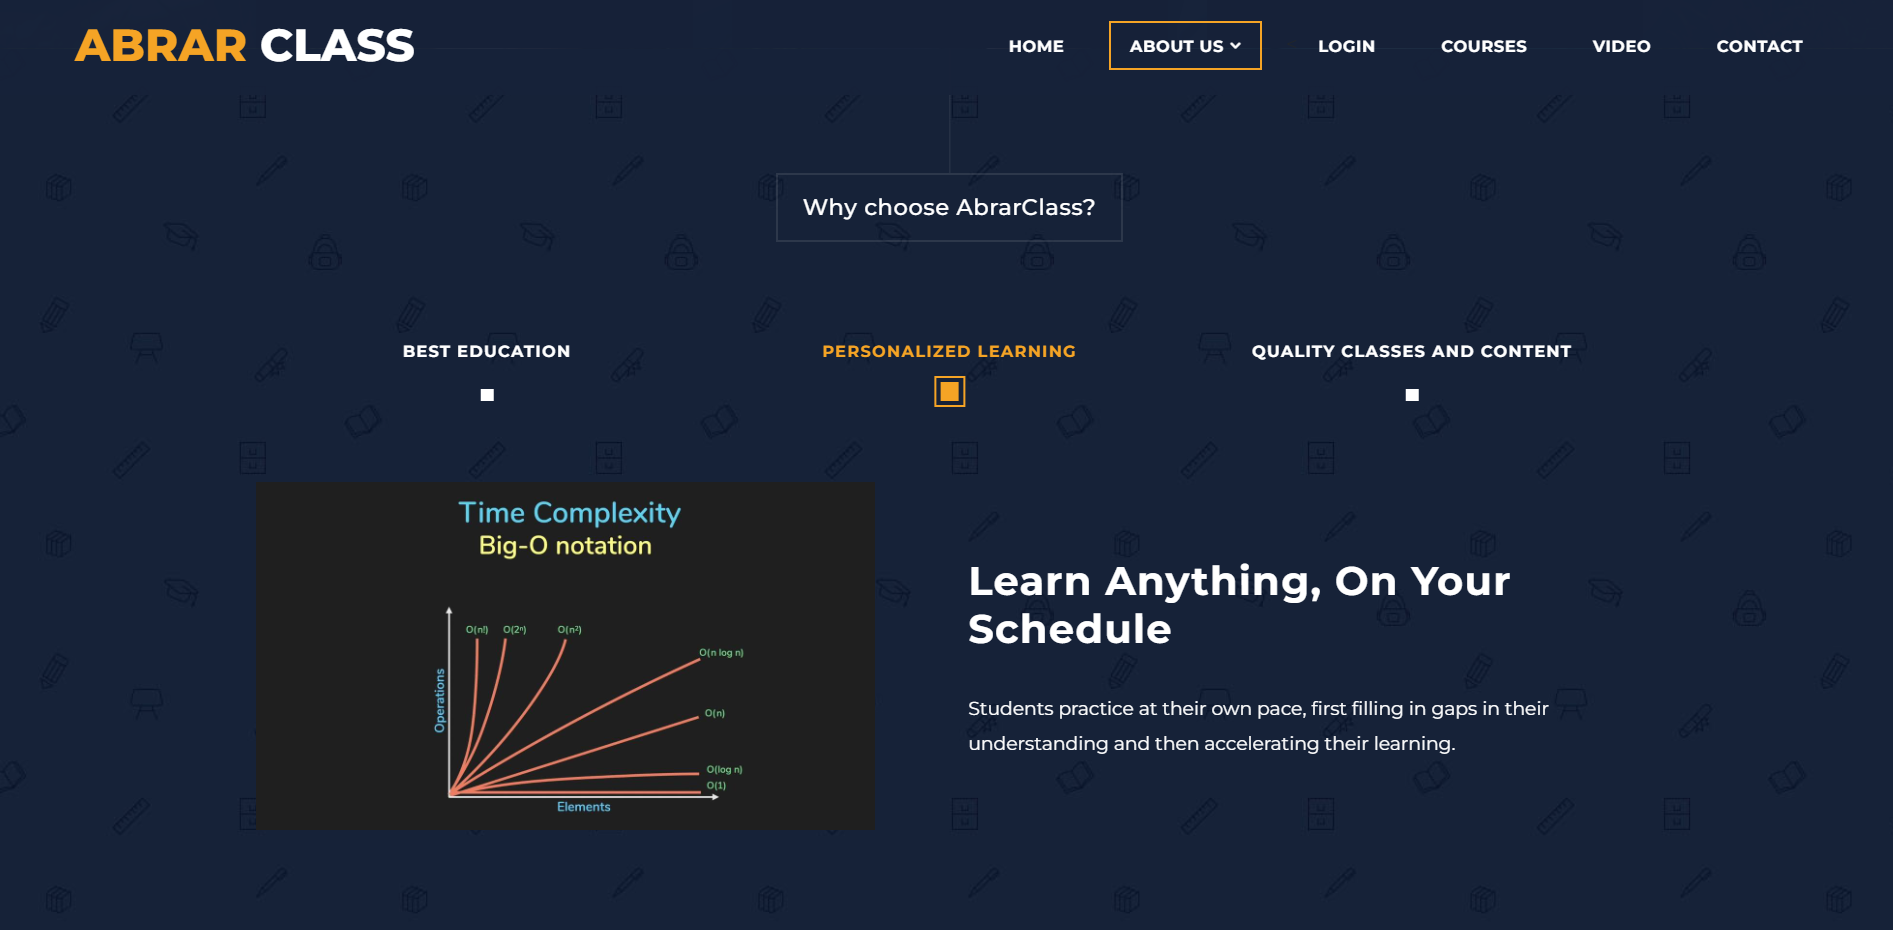 ABRAR CLASS
HOME
ABOUT US
LOGIN
COURSES
VIDEO
CONTACT
Why choose AbrarClass?
BEST EDUCATION
PERSONALIZED LEARNING
QUALITY CLASSES AND CONTENT
Time Complexity
Big-O notation
O(n!)
O(2ⁿ)
O(n²)
O(n log n)
O(n)
O(log n)
O(1)
Operations
Elements
Learn Anything, On Your
Schedule
Students practice at their own pace, first filling in gaps in their
understanding and then accelerating their learning.